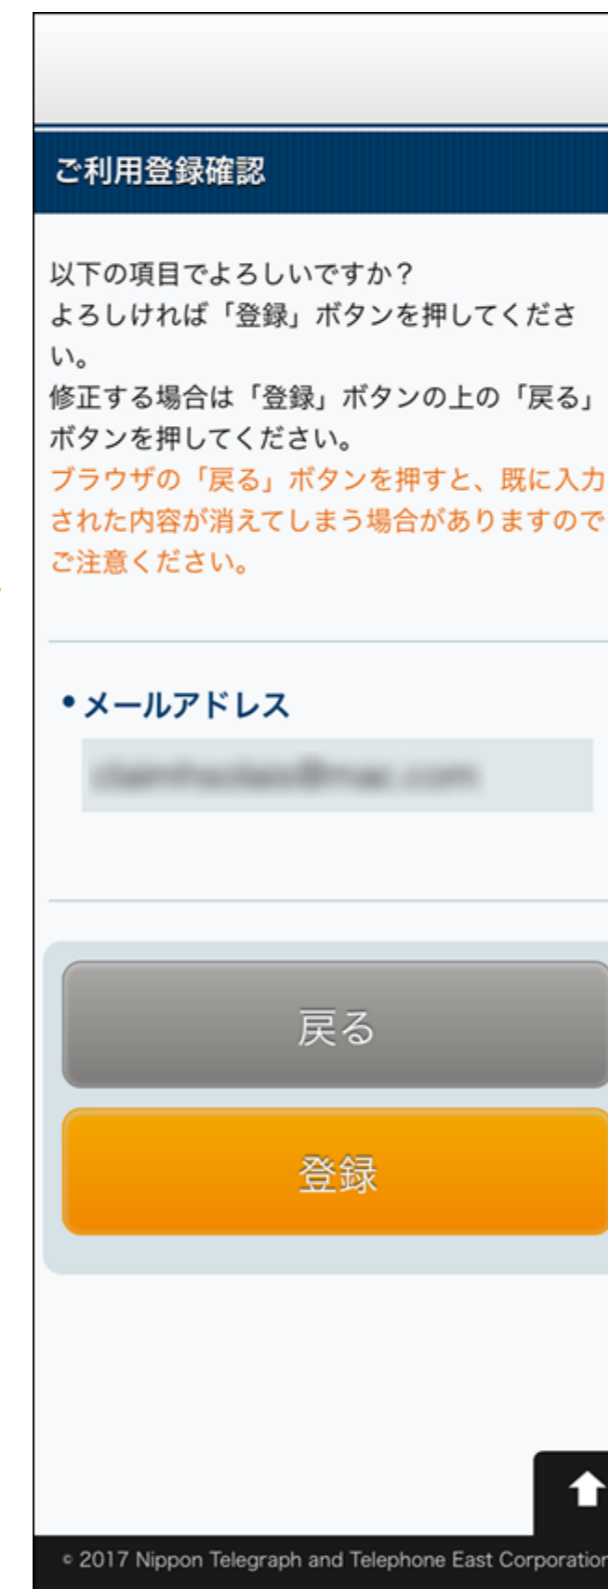 ご利用登録確認
以下の項目でよろしいですか？
よろしければ「登録」ボタンを押してくださ
い。
修正する場合は「登録」ボタンの上の「戻る」
ボタンを押してください。
ブラウザの「戻る」ボタンを押すと、既に入力
された内容が消えてしまう場合がありますので
ご注意ください。
•メールアドレス
戻る
登録
© 2017 Nippon Telegraph and Telephone East Corporation